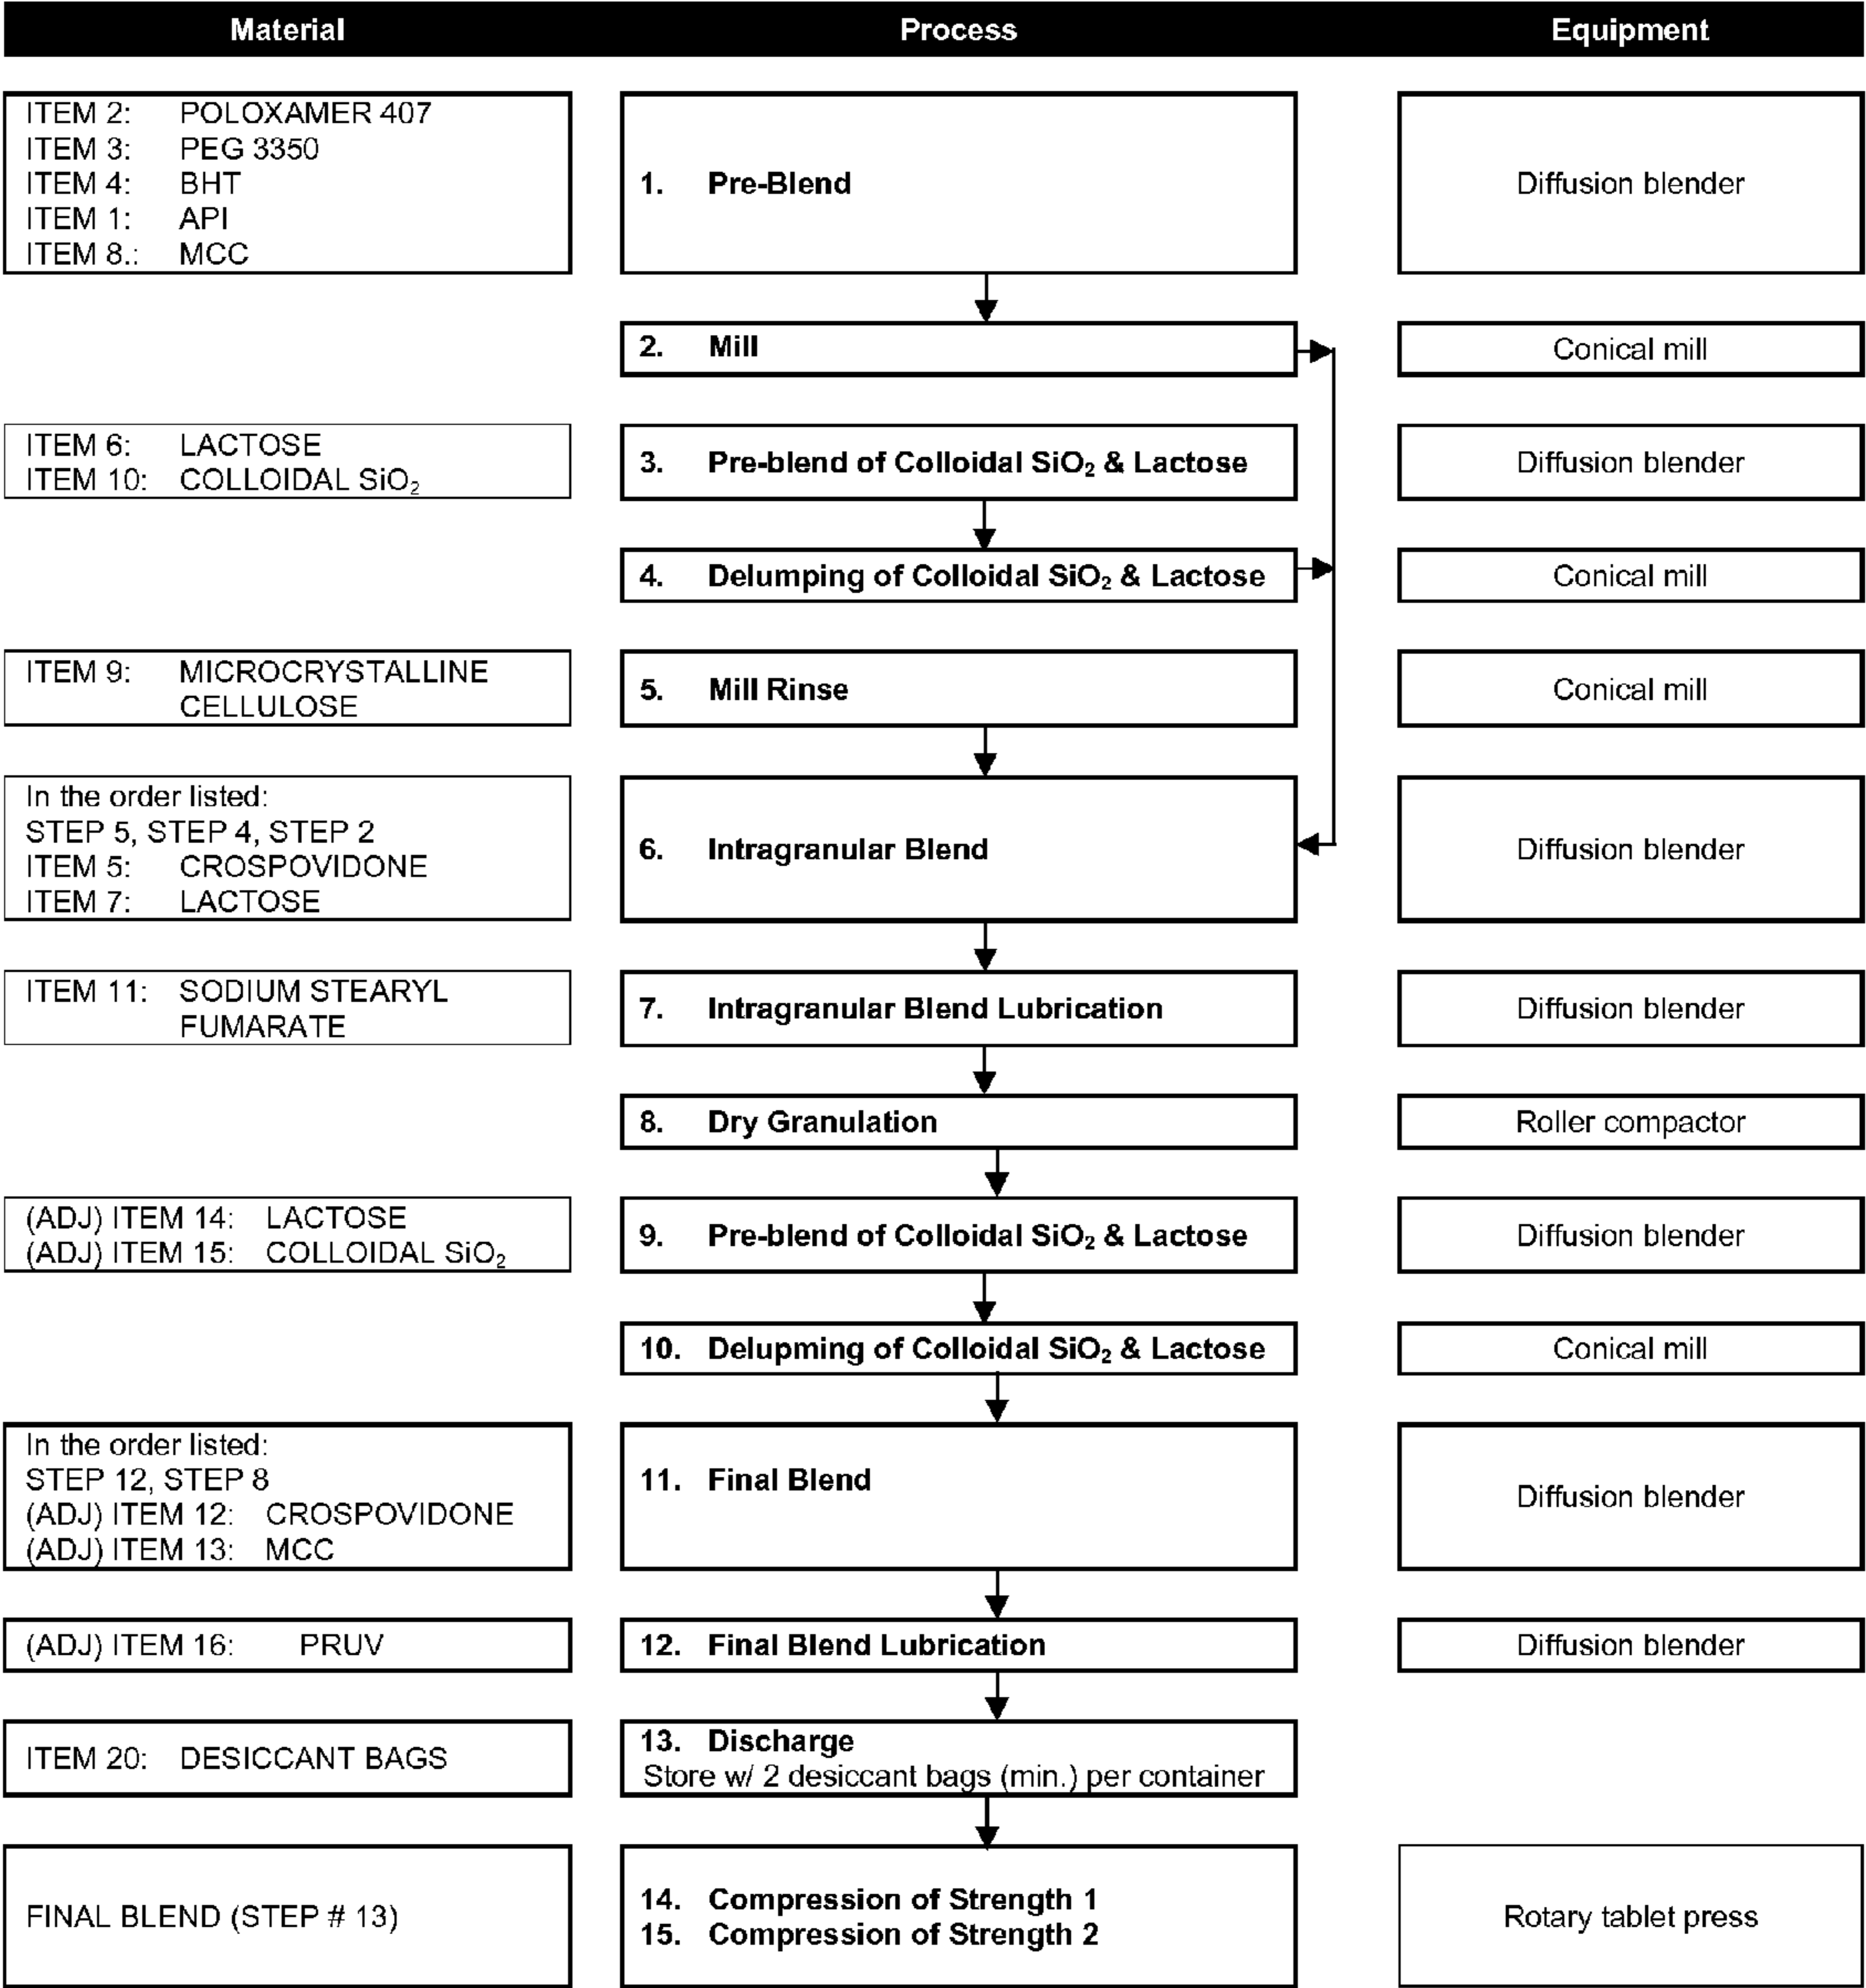 Material Process Equipment
ITEM 2: POLOXAMER 407
ITEM 3: PEG 3350
ITEM 4: BHT
ITEM 1: API
ITEM 8.: MCC
1. Pre-Blend
Diffusion blender
2. Mill
Conical mill
ITEM 6: LACTOSE
ITEM 10: COLLOIDAL SiO₂
3. Pre-blend of Colloidal SiO₂ & Lactose
Diffusion blender
4. Delumping of Colloidal SiO₂ & Lactose
Conical mill
ITEM 9: MICROCRYSTALLINE
CELLULOSE
5. Mill Rinse
Conical mill
In the order listed:
STEP 5, STEP 4, STEP 2
ITEM 5: CROSPOVIDONE
ITEM 7: LACTOSE
6. Intragranular Blend
Diffusion blender
ITEM 11: SODIUM STEARYL
FUMARATE
7. Intragranular Blend Lubrication
Diffusion blender
8. Dry Granulation
Roller compactor
(ADJ) ITEM 14: LACTOSE
(ADJ) ITEM 15: COLLOIDAL SiO₂
9. Pre-blend of Colloidal SiO₂ & Lactose
Diffusion blender
10. Delupming of Colloidal SiO₂ & Lactose
Conical mill
In the order listed:
STEP 12, STEP 8
(ADJ) ITEM 12: CROSPOVIDONE
(ADJ) ITEM 13: MCC
11. Final Blend
Diffusion blender
(ADJ) ITEM 16: PRUV
12. Final Blend Lubrication
Diffusion blender
ITEM 20: DESICCANT BAGS
13. Discharge
Store w/ 2 desiccant bags (min.) per container
FINAL BLEND (STEP # 13)
14. Compression of Strength 1
15. Compression of Strength 2
Rotary tablet press